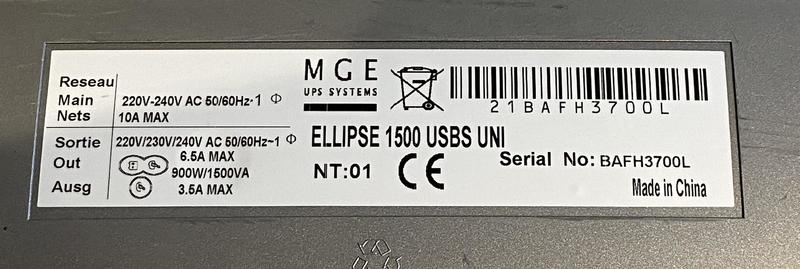 Reseau
Main
Nets
220V-240V AC 50/60Hz·1 Φ
10A MAX
Sortie
Out
Ausg
220V/230V/240V AC 50/60Hz~1 Φ
6.5A MAX
900W/1500VA
3.5A MAX
MGE
UPS SYSTEMS
21BAFH3700L
ELLIPSE 1500 USBS UNI
NT:01
CE
Serial No: BAFH3700L
Made in China